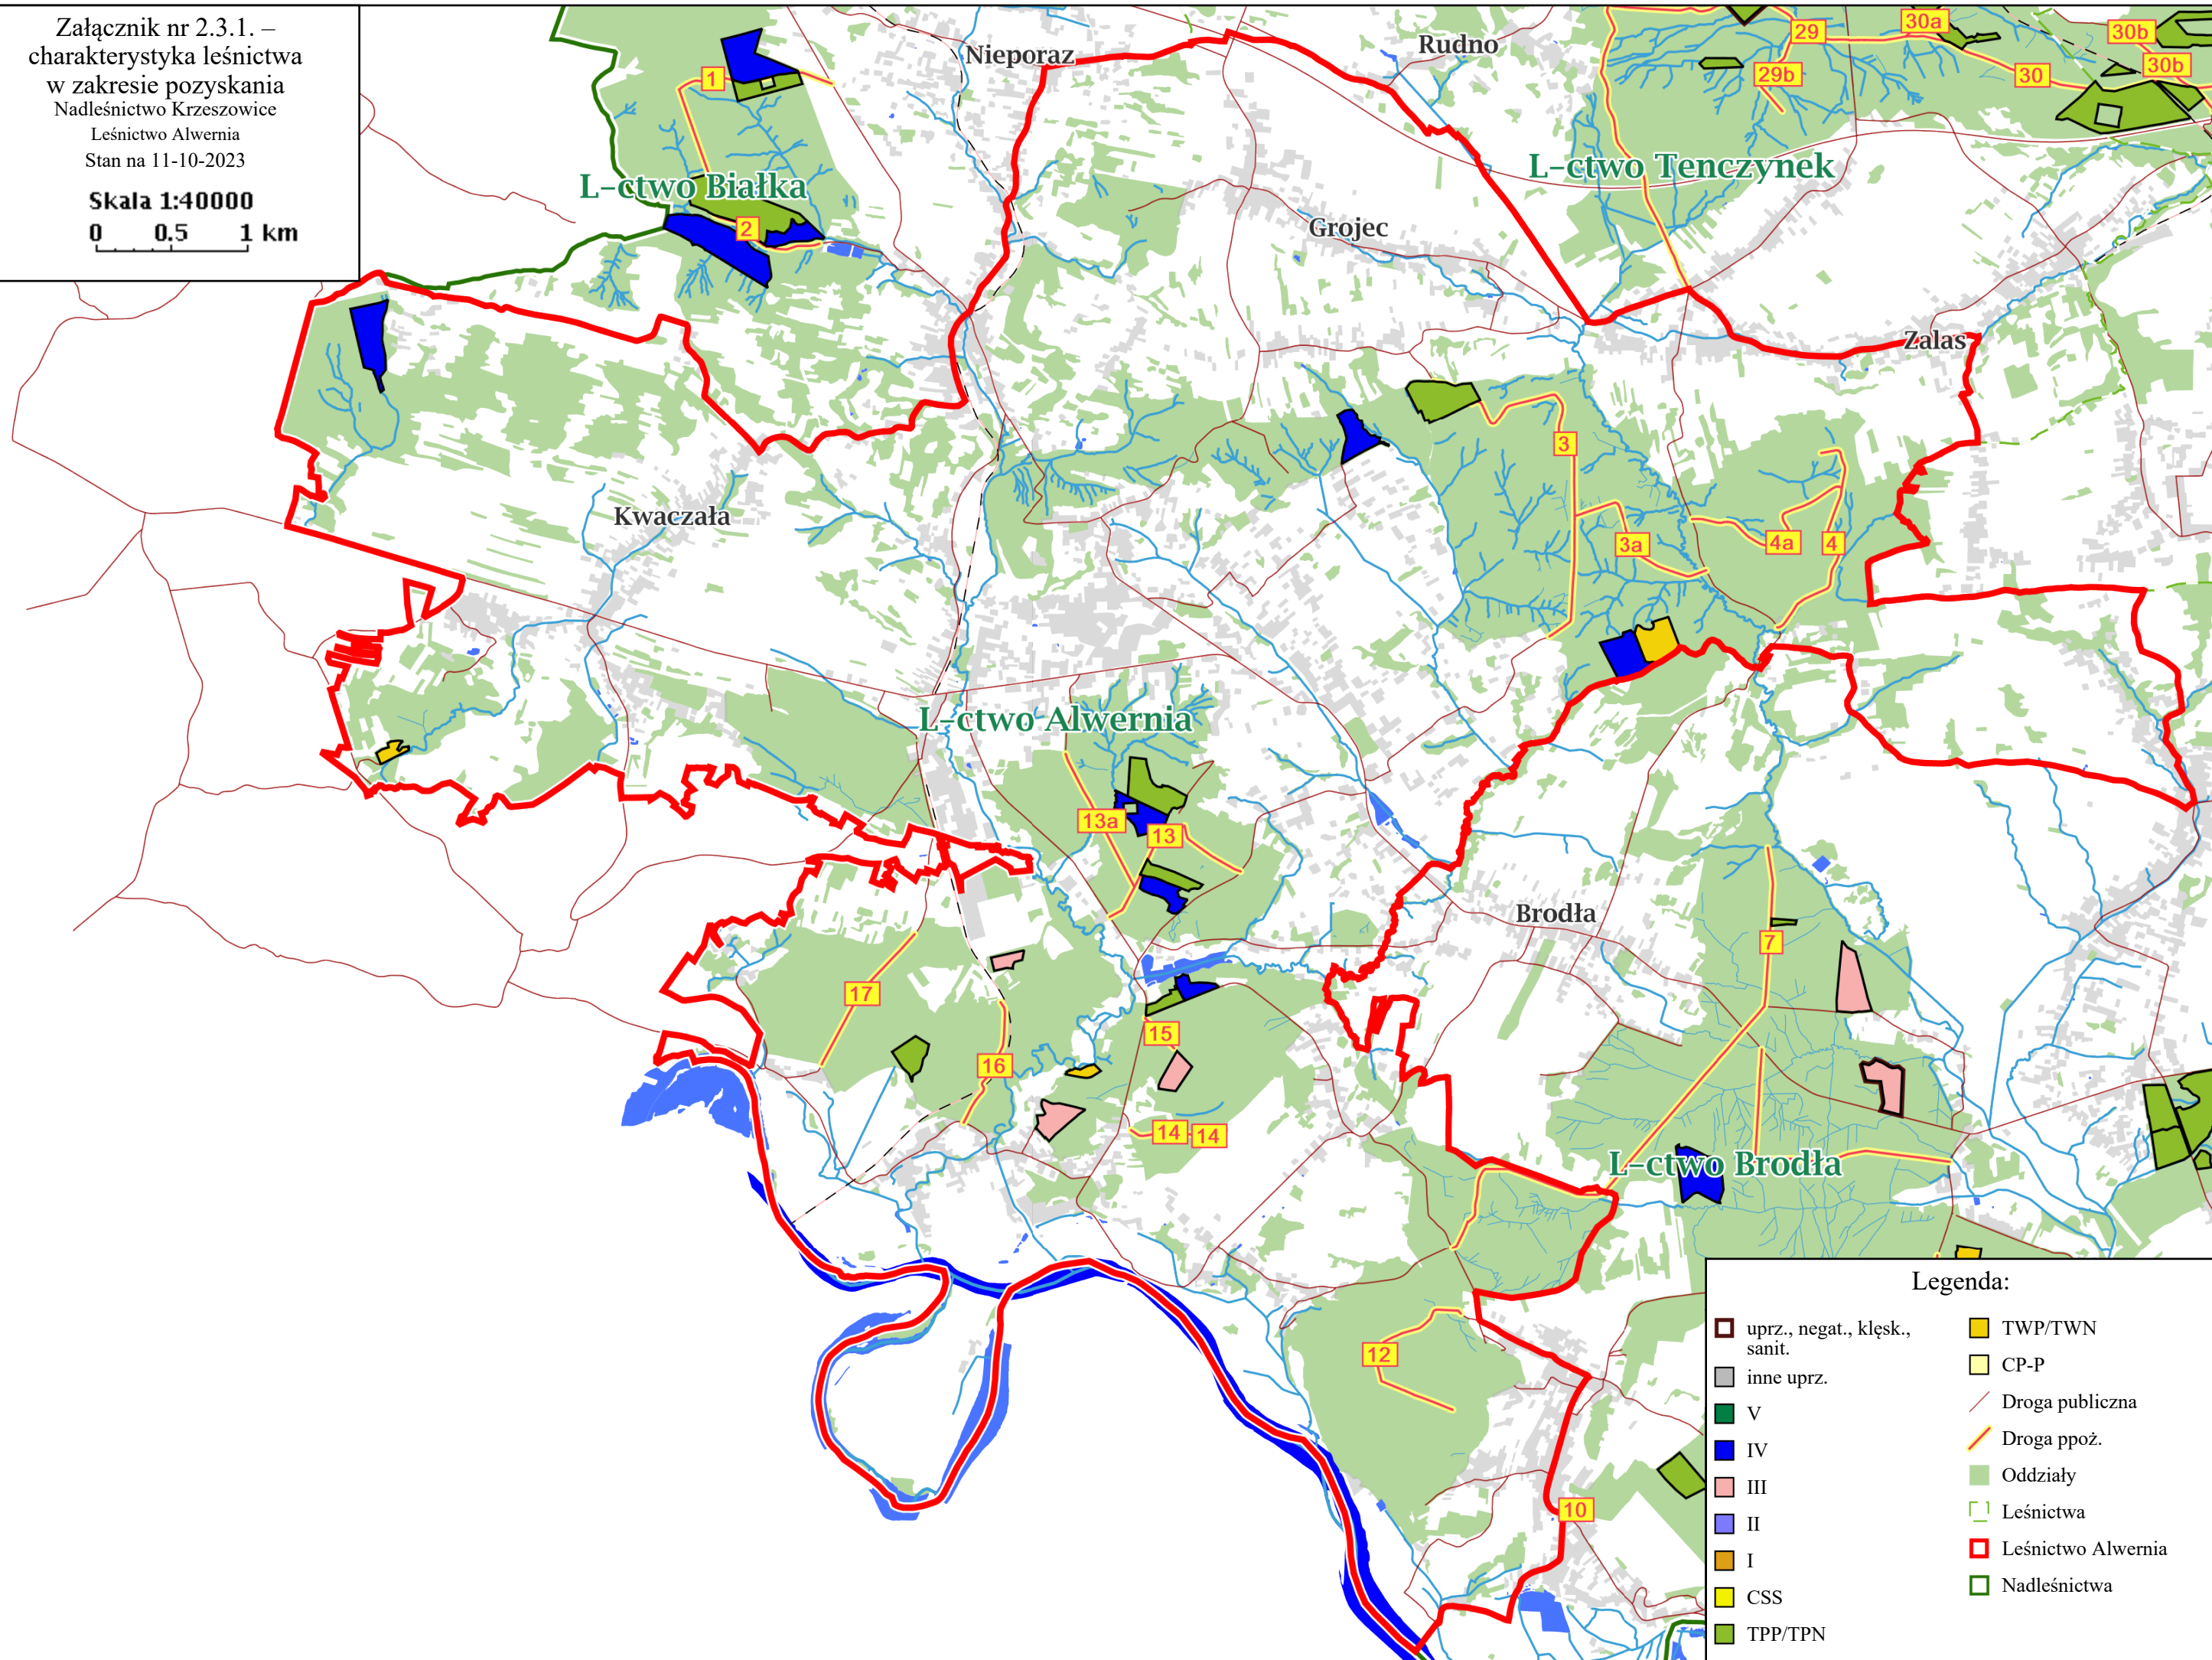 Załącznik nr 2.3.1. –
charakterystyka leśnictwa
w zakresie pozyskania
Nadleśnictwo Krzeszowice
Leśnictwo Alwernia
Stan na 11-10-2023
Skala 1:40000
0 0.5 1 km
Nieporaz
Rudno
29
30a
30b
1
29b
30
30b
L-ctwo Białka
L-ctwo Tenczynek
2
Grojec
Zalas
3
Kwaczała
3a
4a
4
L-ctwo Alwernia
13a
13
Brodła
7
17
15
16
14
14
L-ctwo Brodła
12
10
Legenda:
uprz., negat., klęsk.,
sanit.
inne uprz.
V
IV
III
II
I
CSS
TPP/TPN
TWP/TWN
CP-P
Droga publiczna
Droga ppoż.
Oddziały
Leśnictwa
Leśnictwo Alwernia
Nadleśnictwa